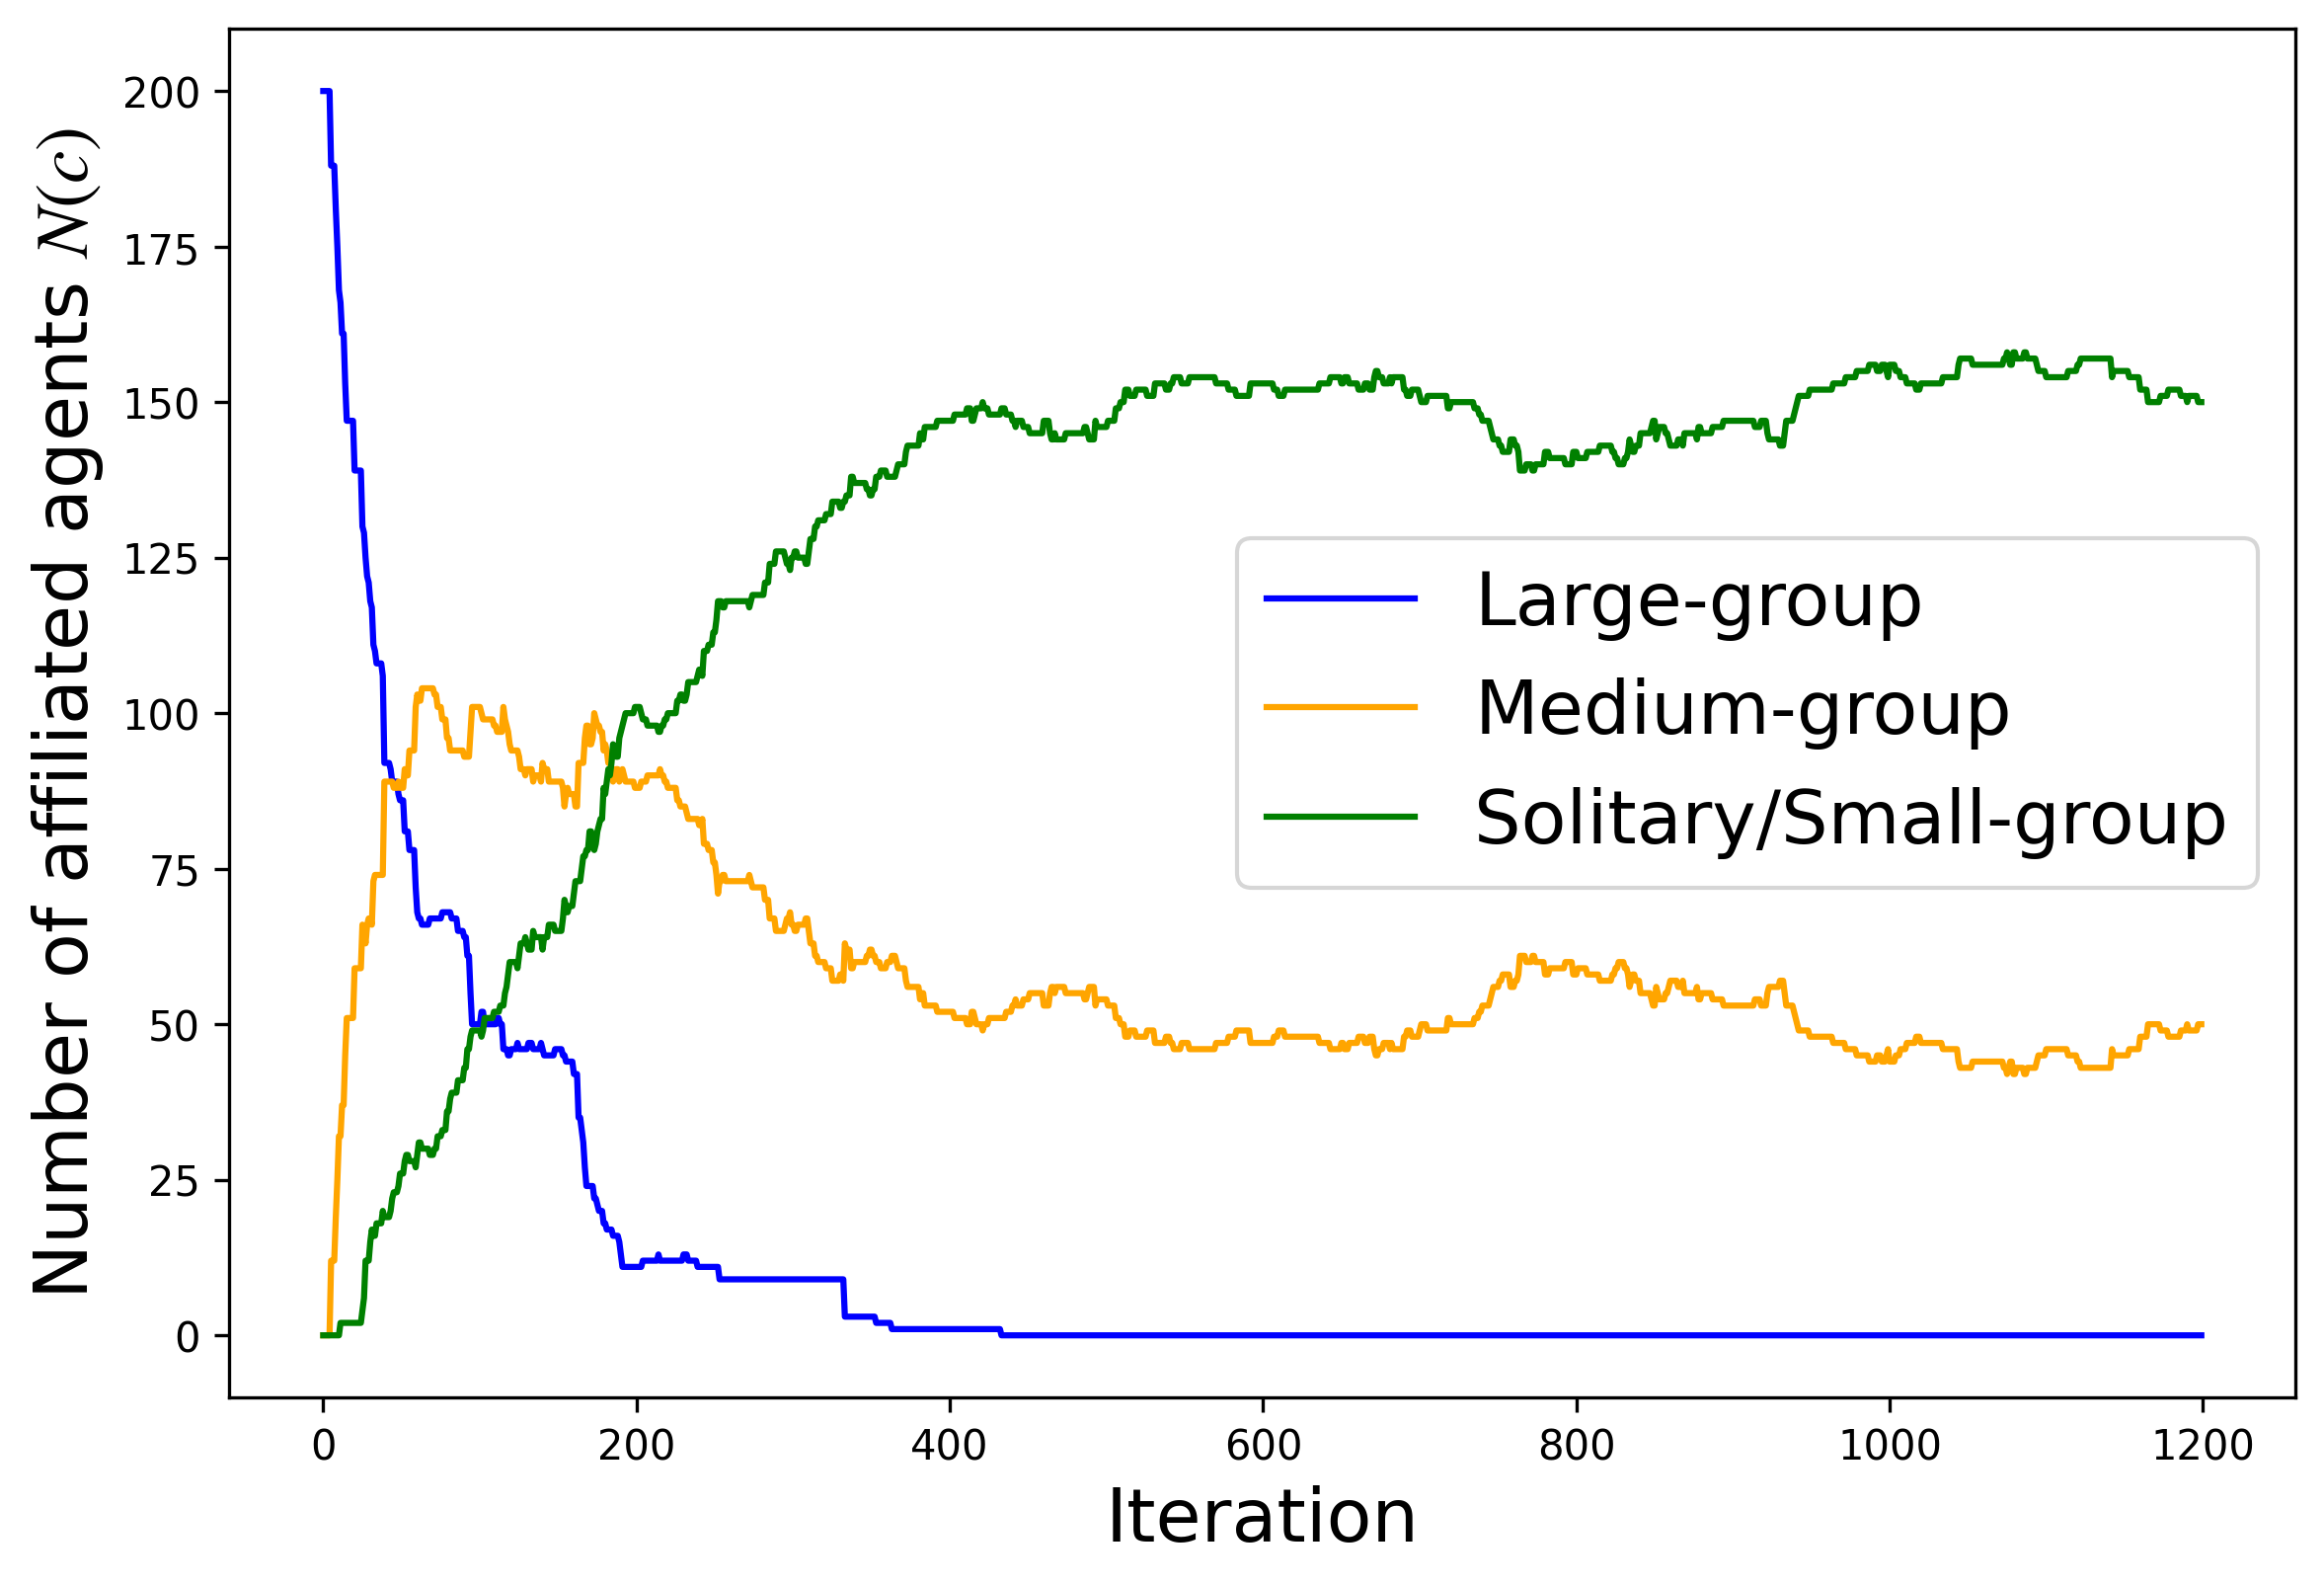 Number of affiliated agents N(c)
200
175
150
125
100
75
50
25
0
Large-group
Medium-group
Solitary/Small-group
0 200 400 600 800 1000 1200
Iteration